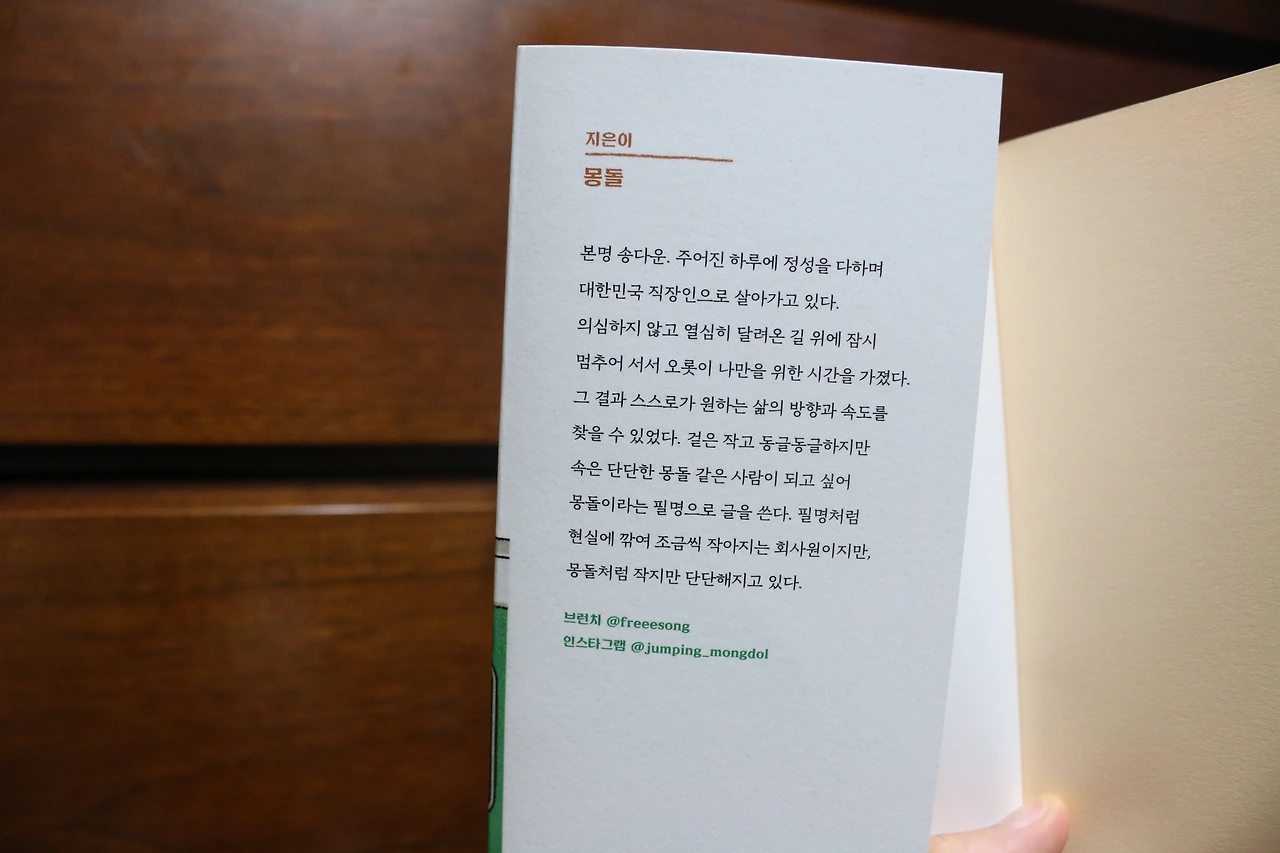 지은이
몽돌
본명 송다운. 주어진 하루에 정성을 다하며
대한민국 직장인으로 살아가고 있다.
의심하지 않고 열심히 달려온 길 위에 잠시
멈추어 서서 오롯이 나만을 위한 시간을 가졌다.
그 결과 스스로가 원하는 삶의 방향과 속도를
찾을 수 있었다. 겉은 작고 동글동글하지만
속은 단단한 몽돌 같은 사람이 되고 싶어
몽돌이라는 필명으로 글을 쓴다. 필명처럼
현실에 깎여 조금씩 작아지는 회사원이지만,
몽돌처럼 작지만 단단해지고 있다.
브런치 @freeesong
인스타그램 @jumping_mongdol